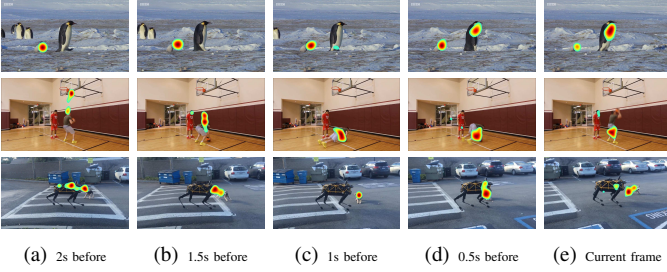 (a) 2s before
(b) 1.5s before
(c) 1s before
(d) 0.5s before
(e) Current frame